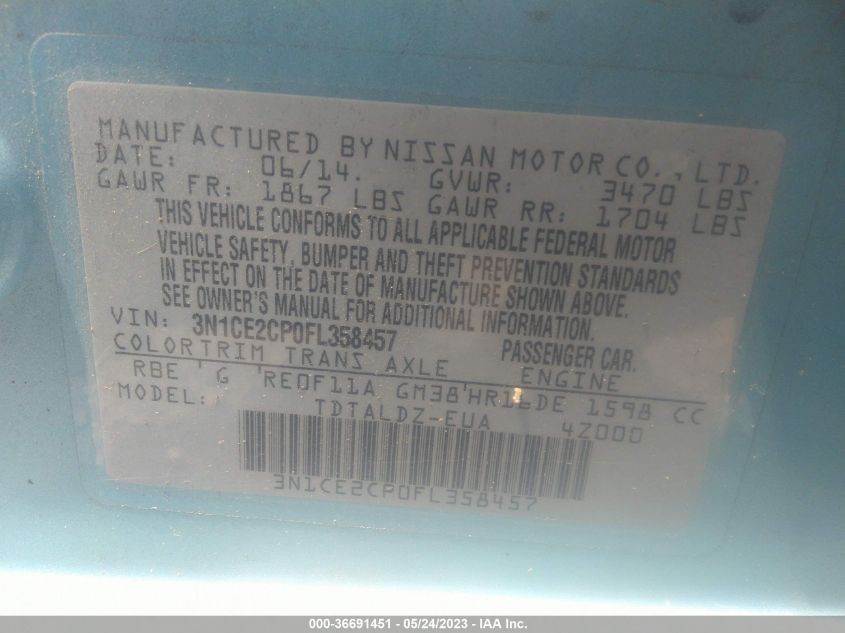 MANUFACTURED BY NISSAN MOTOR CO., LTD.
DATE: 06/14. GVWR: 3470 LBS
GAWR FR: 1867 LBS GAWR RR: 1704 LBS
THIS VEHICLE CONFORMS TO ALL APPLICABLE FEDERAL MOTOR
VEHICLE SAFETY, BUMPER AND THEFT PREVENTION STANDARDS
IN EFFECT ON THE DATE OF MANUFACTURE SHOWN ABOVE.
SEE OWNER'S MANUAL FOR ADDITIONAL INFORMATION.
VIN: 3N1CE2CP0FL358457 PASSENGER CAR.
COLORTRIM TRANS AXLE ENGINE
RBE ' G 'RE0F11A GM38'HR16DE 1598 CC
MODEL: TDTALDZ-EUA 4Z000
3N1CE2CP0FL358457
000-36691451 - 05/24/2023 - IAA Inc.